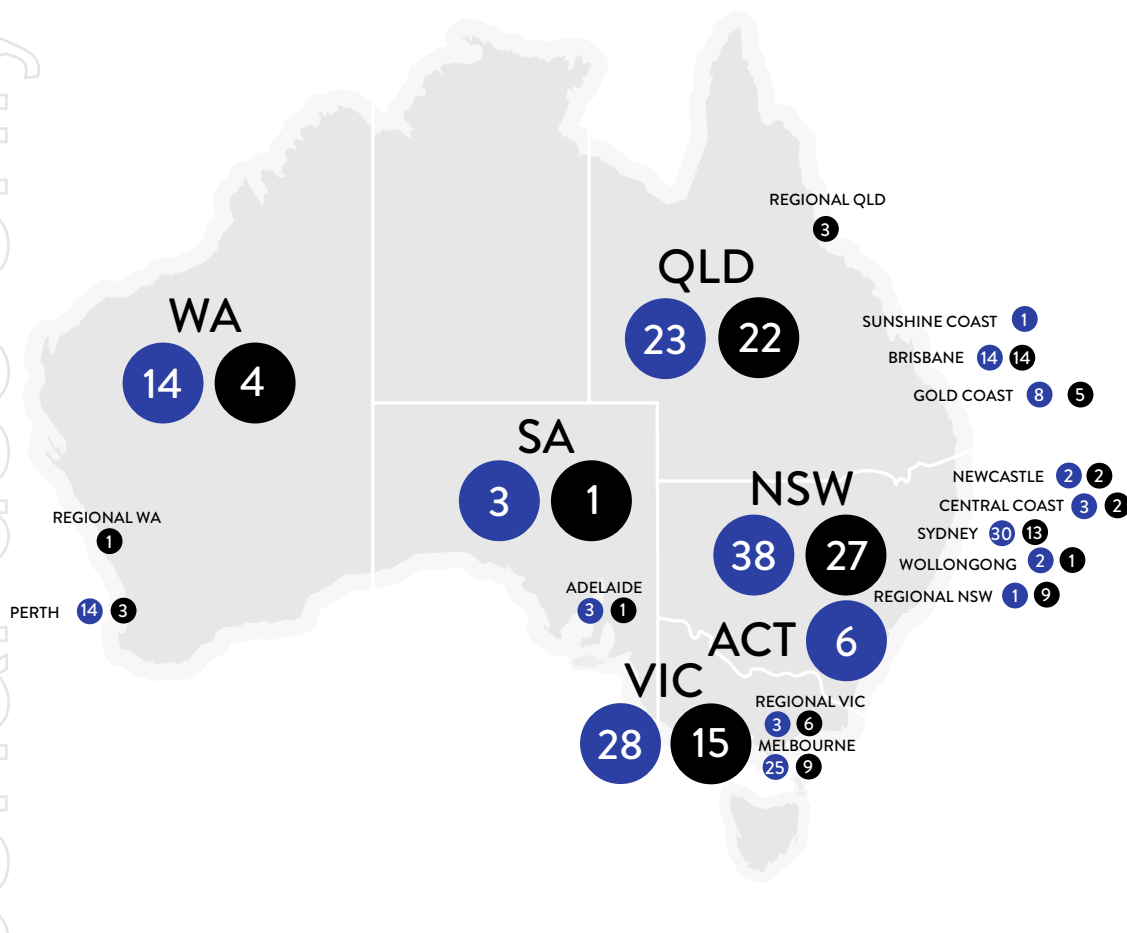 REGIONAL QLD
3
QLD
23 22
WA
14 4
SUNSHINE COAST 1
BRISBANE 14 14
GOLD COAST 8 5
SA
3 1
NSW
38 27
NEWCASTLE 2 2
CENTRAL COAST 3 2
SYDNEY 30 13
WOLLONGONG 2 1
REGIONAL NSW 1 9
REGIONAL WA
1
PERTH 14 3
ADELAIDE
3 1
ACT 6
VIC
28 15
REGIONAL VIC
3 6
MELBOURNE
25 9